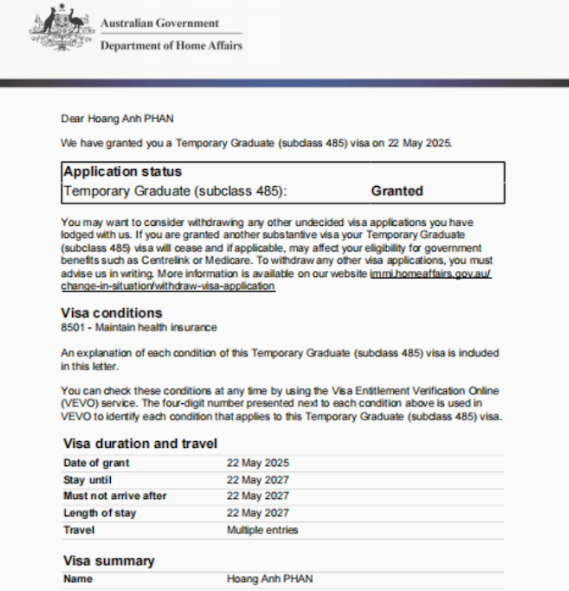 Australian Government
Department of Home Affairs
Dear Hoang Anh PHAN
We have granted you a Temporary Graduate (subclass 485) visa on 22 May 2025.
Application status
Temporary Graduate (subclass 485): Granted
You may want to consider withdrawing any other undecided visa applications you have
lodged with us. If you are granted another substantive visa your Temporary Graduate
(subclass 485) visa will cease and if applicable, may affect your eligibility for government
benefits such as Centrelink or Medicare. To withdraw any other visa applications, you must
advise us in writing. More information is available on our website immi.homeaffairs.gov.au/
change-in-situation/withdraw-visa-application
Visa conditions
8501 - Maintain health insurance
An explanation of each condition of this Temporary Graduate (subclass 485) visa is included
in this letter.
You can check these conditions at any time by using the Visa Entitlement Verification Online
(VEVO) service. The four-digit number presented next to each condition above is used in
VEVO to identify each condition that applies to this Temporary Graduate (subclass 485) visa.
Visa duration and travel
Date of grant 22 May 2025
Stay until 22 May 2027
Must not arrive after 22 May 2027
Length of stay 22 May 2027
Travel Multiple entries
Visa summary
Name Hoang Anh PHAN